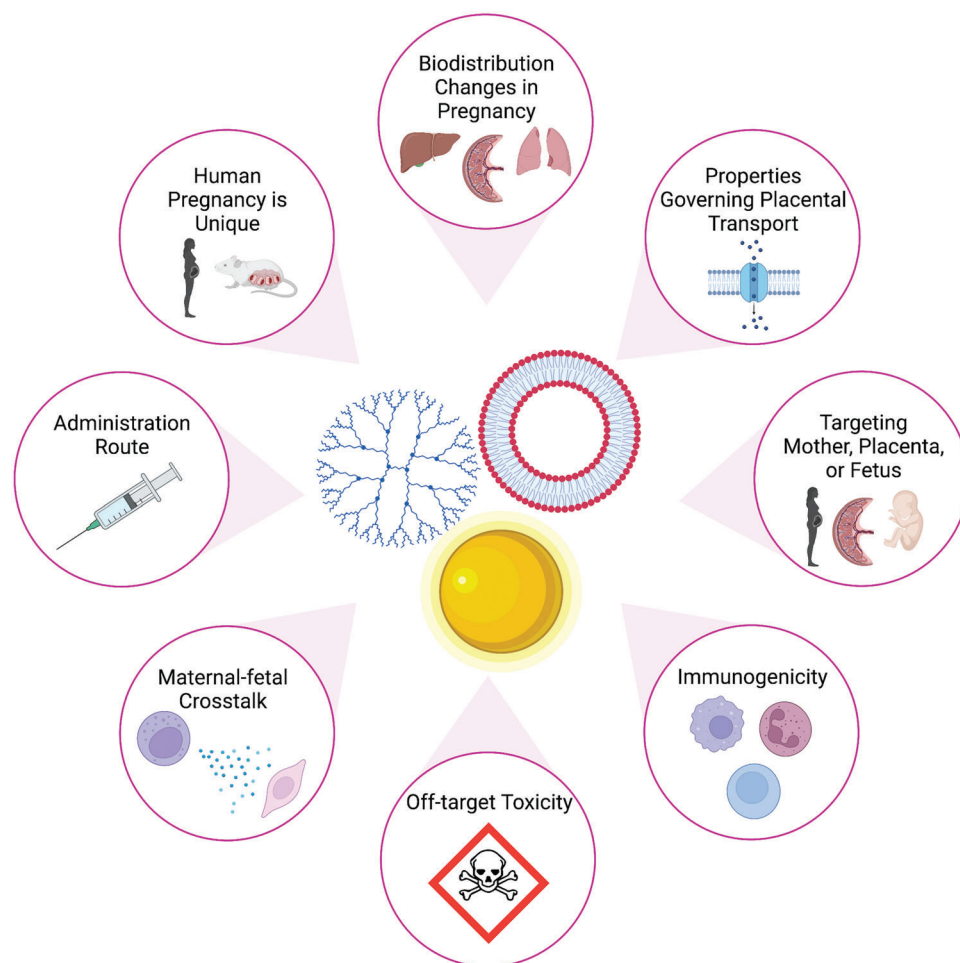 Biodistribution
Changes in
Pregnancy
Human
Pregnancy is
Unique
Properties
Governing Placental
Transport
Administration
Route
Targeting
Mother, Placenta,
or Fetus
Maternal-fetal
Crosstalk
Immunogenicity
Off-target Toxicity